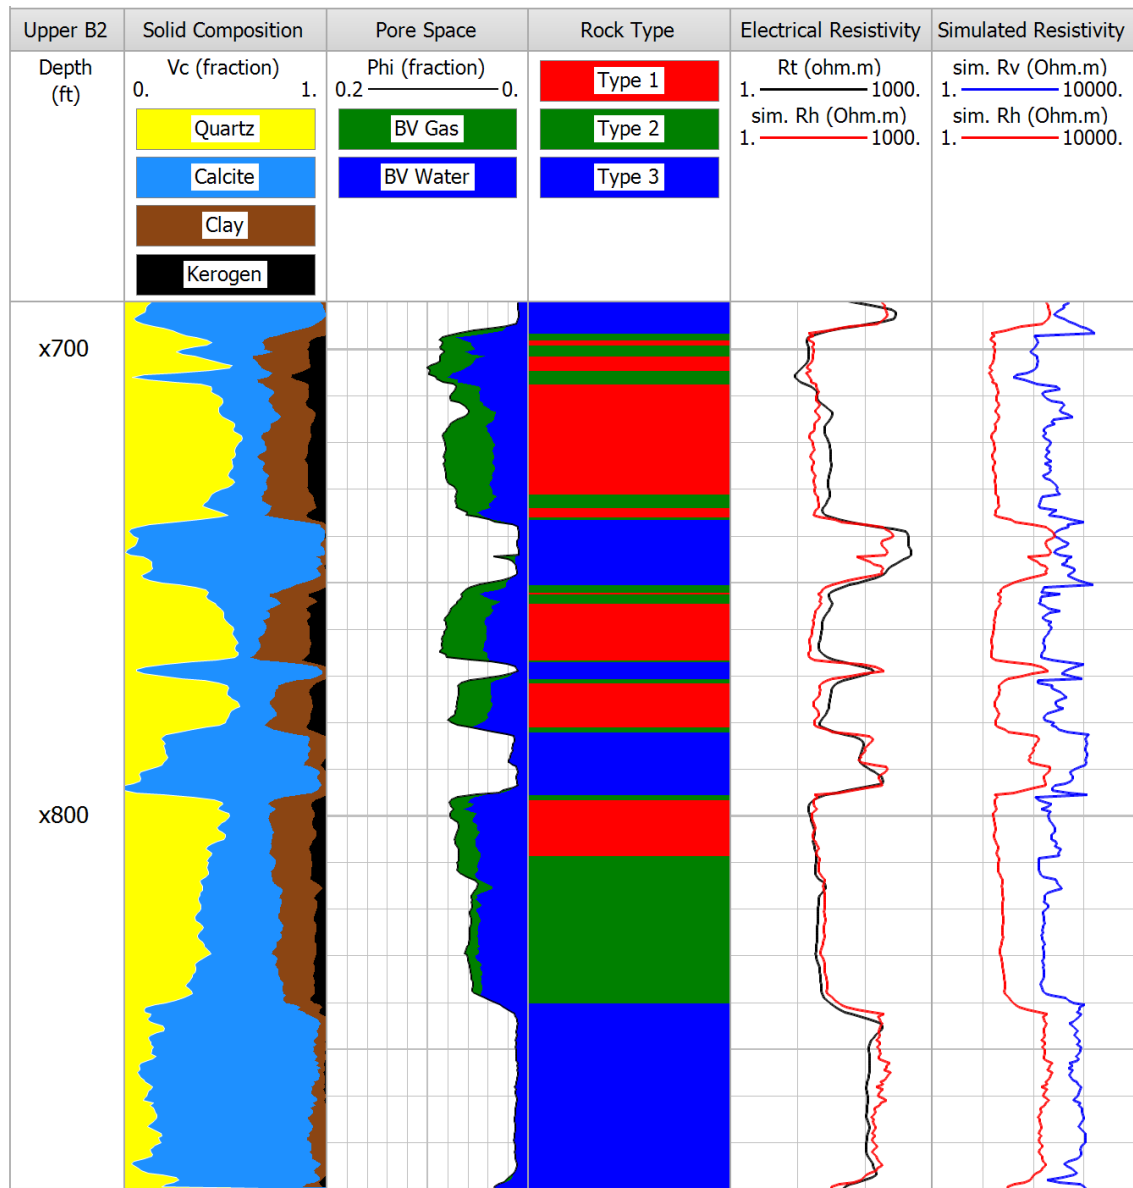 Upper B2 Solid Composition Pore Space Rock Type Electrical Resistivity Simulated Resistivity
Depth
(ft)
Vc (fraction)
0. 1.
Quartz
Calcite
Clay
Kerogen
Phi (fraction)
0.2 0.
BV Gas
BV Water
Type 1
Type 2
Type 3
Rt (ohm.m)
1. 1000.
sim. Rh (Ohm.m)
1. 1000.
sim. Rv (Ohm.m)
1. 10000.
sim. Rh (Ohm.m)
1. 10000.
x700
x800